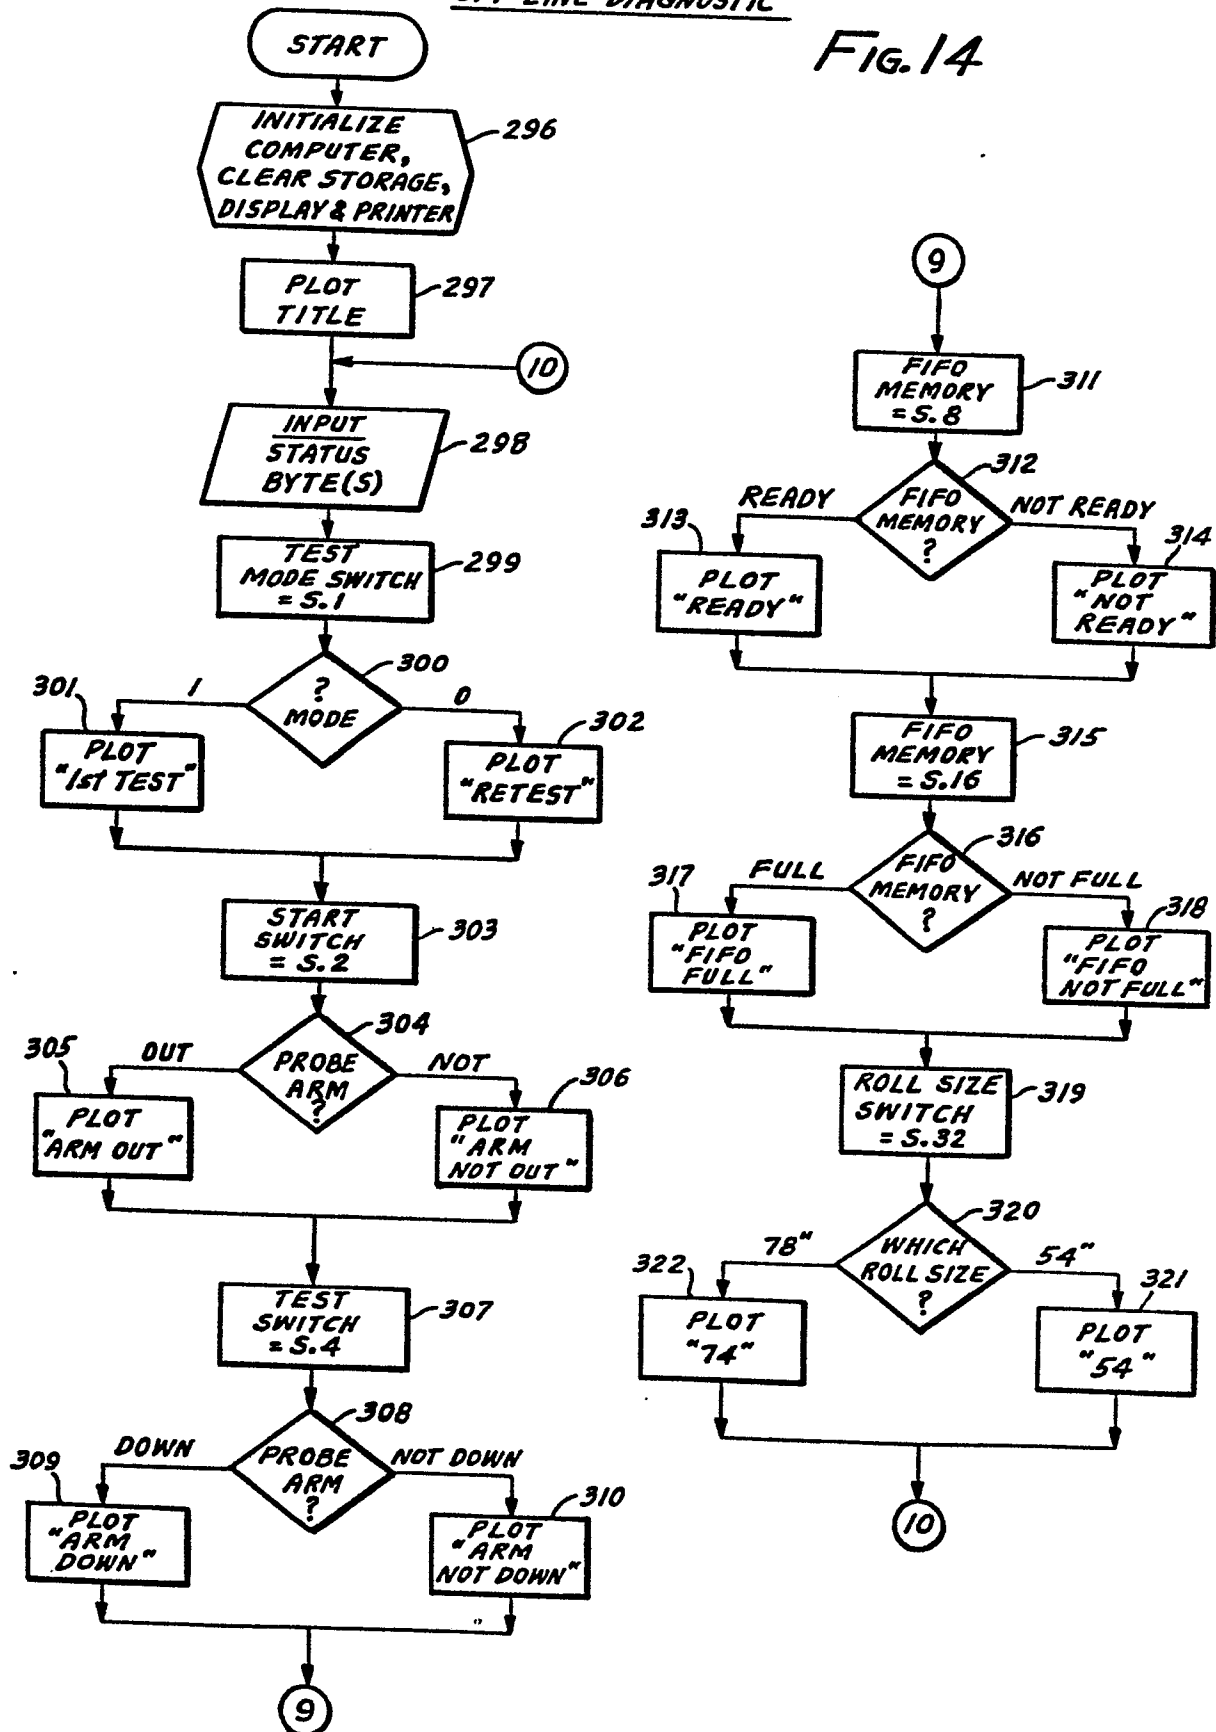 LINE DIAGNOSTIC
FIG. 14
START
INITIALIZE
COMPUTER,
CLEAR STORAGE,
DISPLAY & PRINTER
296
PLOT
TITLE
297
10
INPUT
STATUS
BYTE(S)
298
TEST
MODE SWITCH
= S.1
299
?
MODE
300
1
0
301
PLOT
"1st TEST"
302
PLOT
"RETEST"
START
SWITCH
= S.2
303
PROBE
ARM
?
304
OUT
NOT
305
PLOT
"ARM OUT"
306
PLOT
"ARM
NOT OUT"
TEST
SWITCH
= S.4
307
PROBE
ARM
?
308
DOWN
NOT DOWN
309
PLOT
"ARM
DOWN"
310
PLOT
"ARM
NOT DOWN"
9
9
FIFO
MEMORY
= S.8
311
FIFO
MEMORY
?
312
READY
NOT READY
313
PLOT
"READY"
314
PLOT
"NOT
READY"
FIFO
MEMORY
= S.16
315
FIFO
MEMORY
?
316
FULL
NOT FULL
317
PLOT
"FIFO
FULL"
318
PLOT
"FIFO
NOT FULL"
ROLL SIZE
SWITCH
= S.32
319
WHICH
ROLL SIZE
?
320
78"
54"
322
PLOT
"74"
321
PLOT
"54"
10